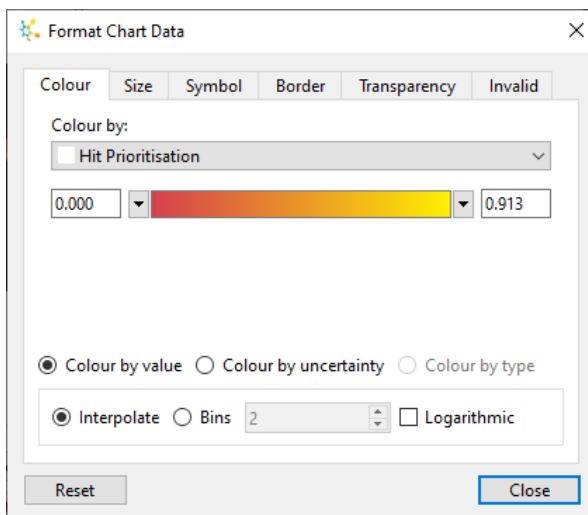 Format Chart Data
Colour Size Symbol Border Transparency Invalid
Colour by:
Hit Prioritisation
0.000 0.913
Colour by value Colour by uncertainty Colour by type
Interpolate Bins 2 Logarithmic
Reset Close